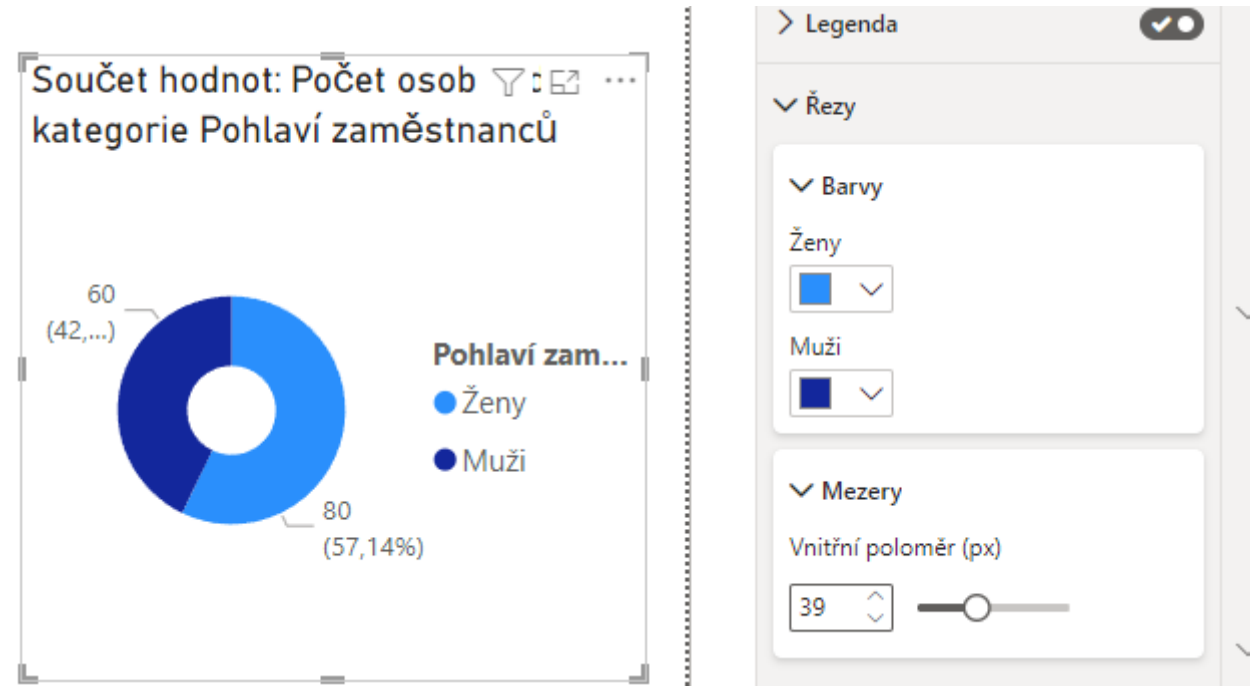 Součet hodnot: Počet osob
kategorie Pohlaví zaměstnanců
60
(42,...)
80
(57,14%)
Pohlaví zam...
Ženy
Muži
Legenda
Řezy
Barvy
Ženy
Muži
Mezery
Vnitřní poloměr (px)
39